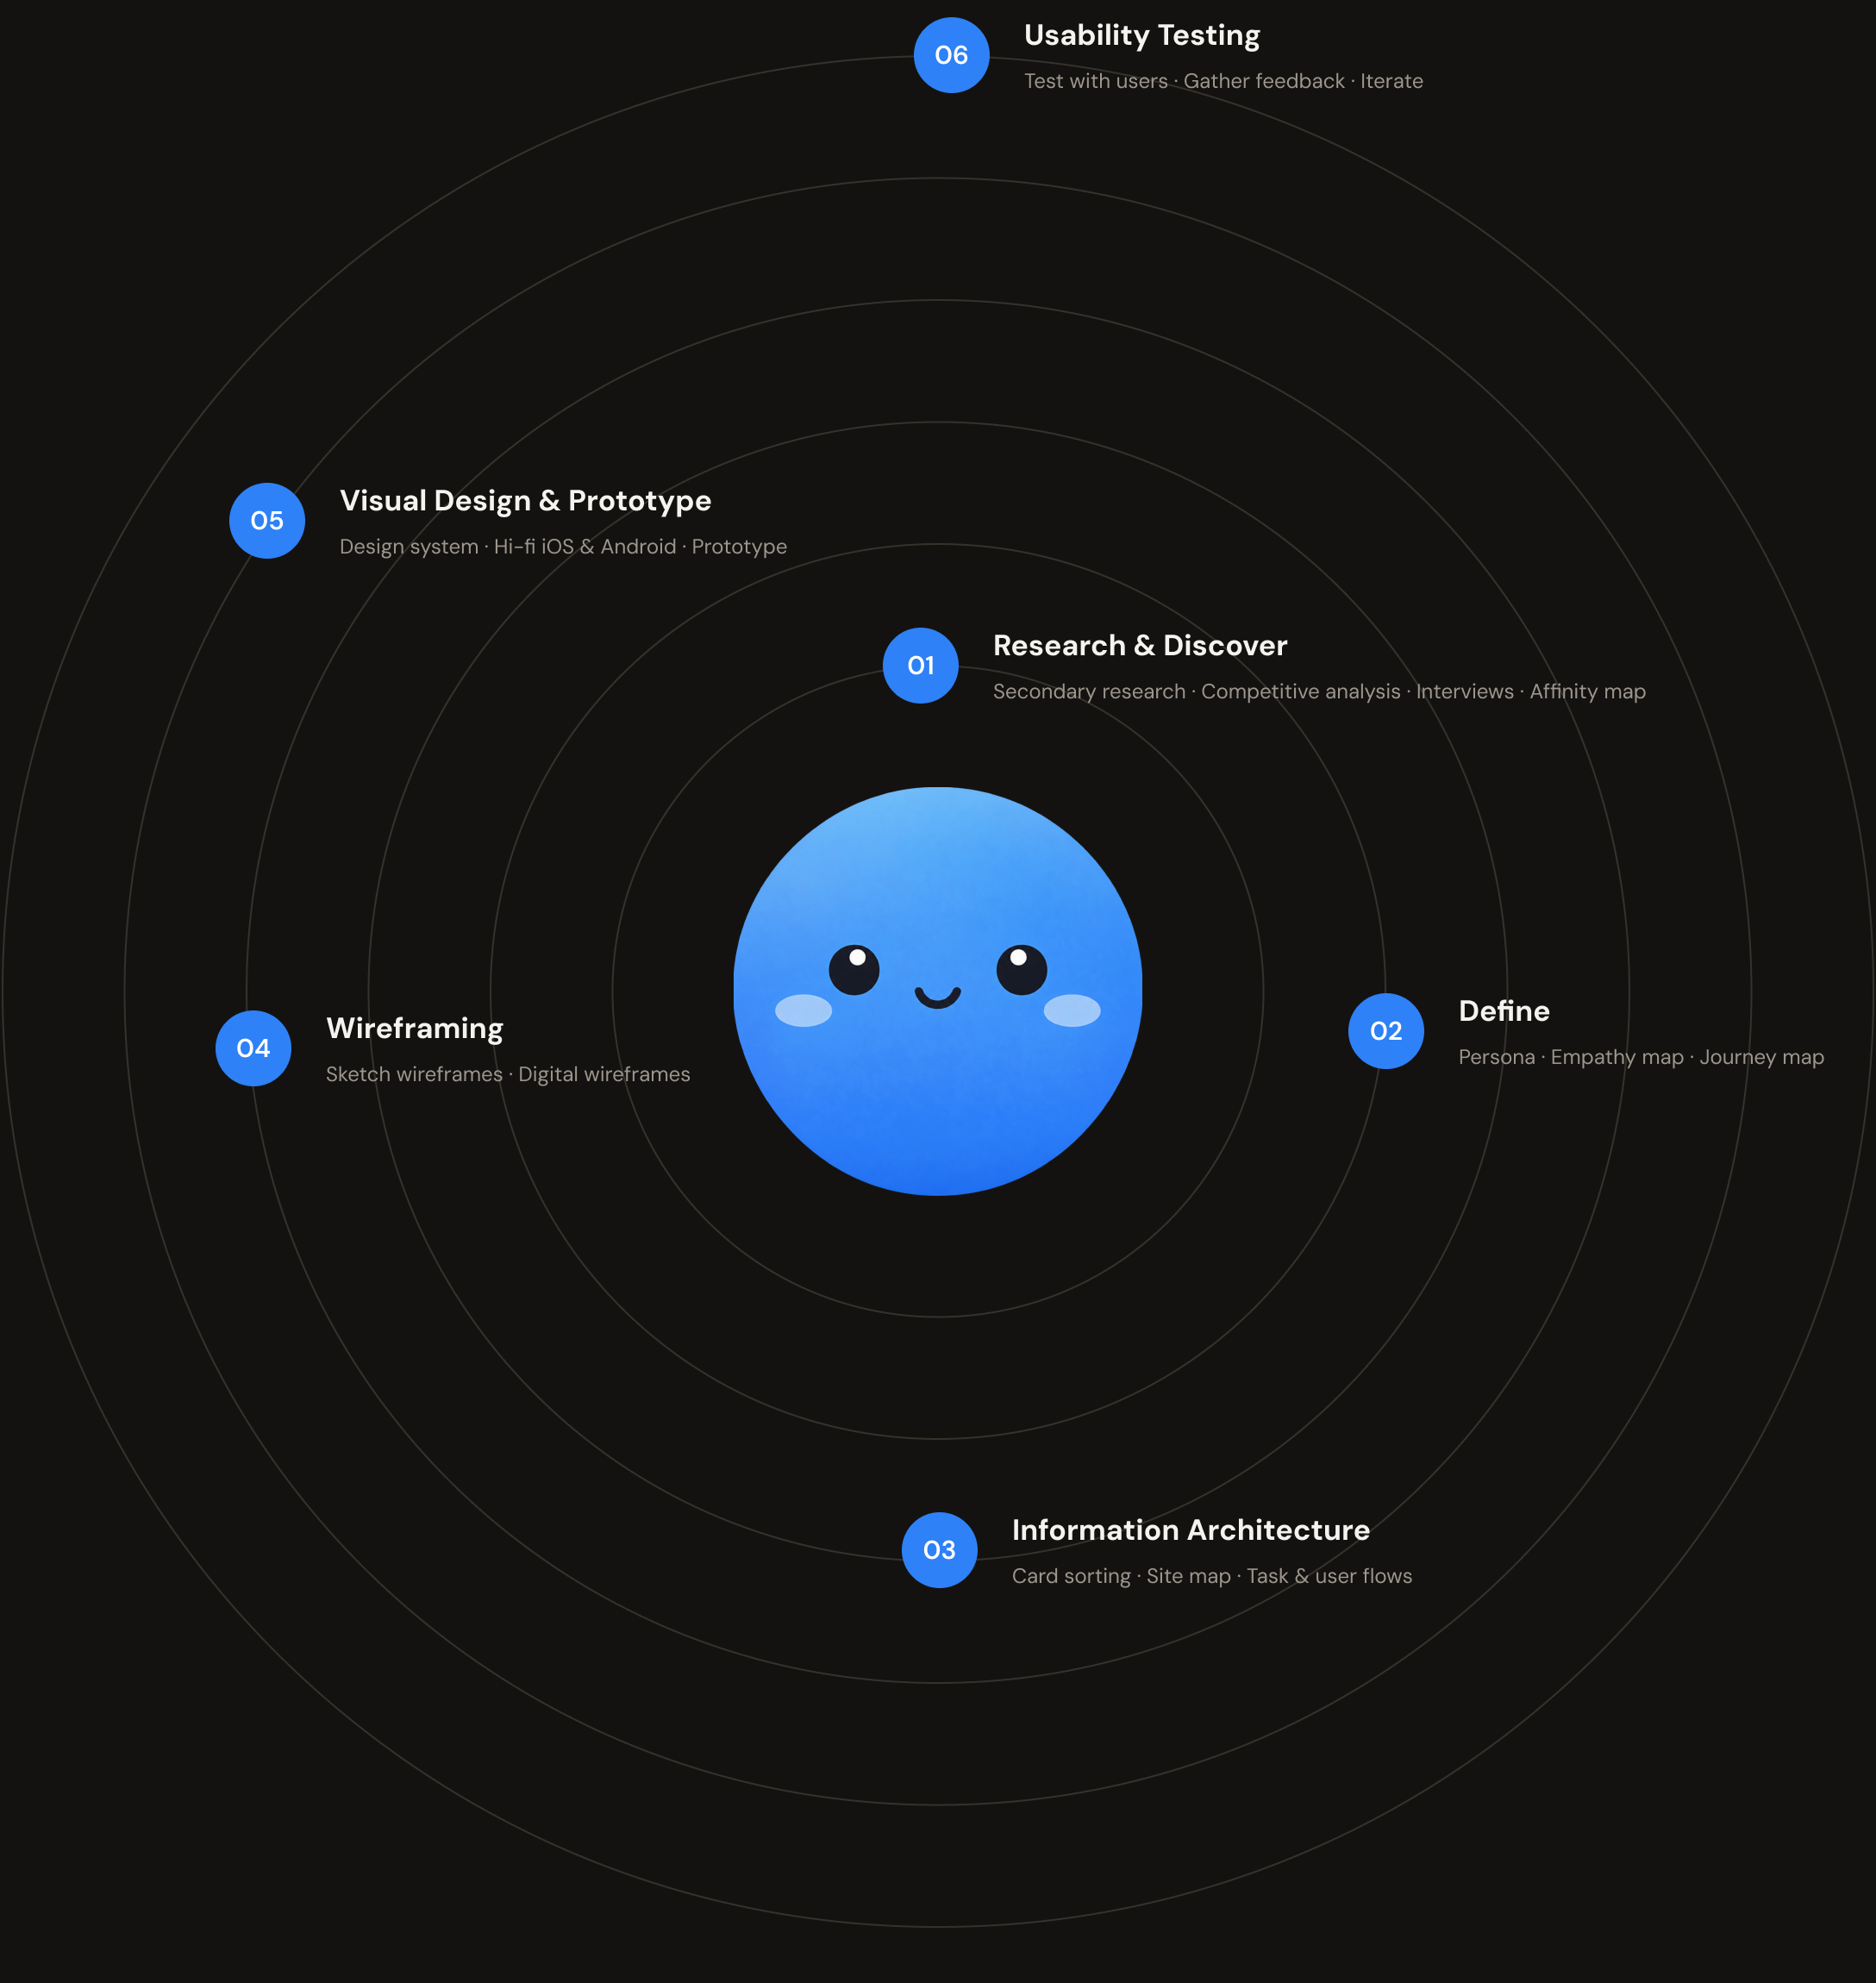 06
Usability Testing
Test with users · Gather feedback · Iterate
05
Visual Design & Prototype
Design system · Hi-fi iOS & Android · Prototype
01
Research & Discover
Secondary research · Competitive analysis · Interviews · Affinity map
04
Wireframing
Sketch wireframes · Digital wireframes
02
Define
Persona · Empathy map · Journey map
03
Information Architecture
Card sorting · Site map · Task & user flows